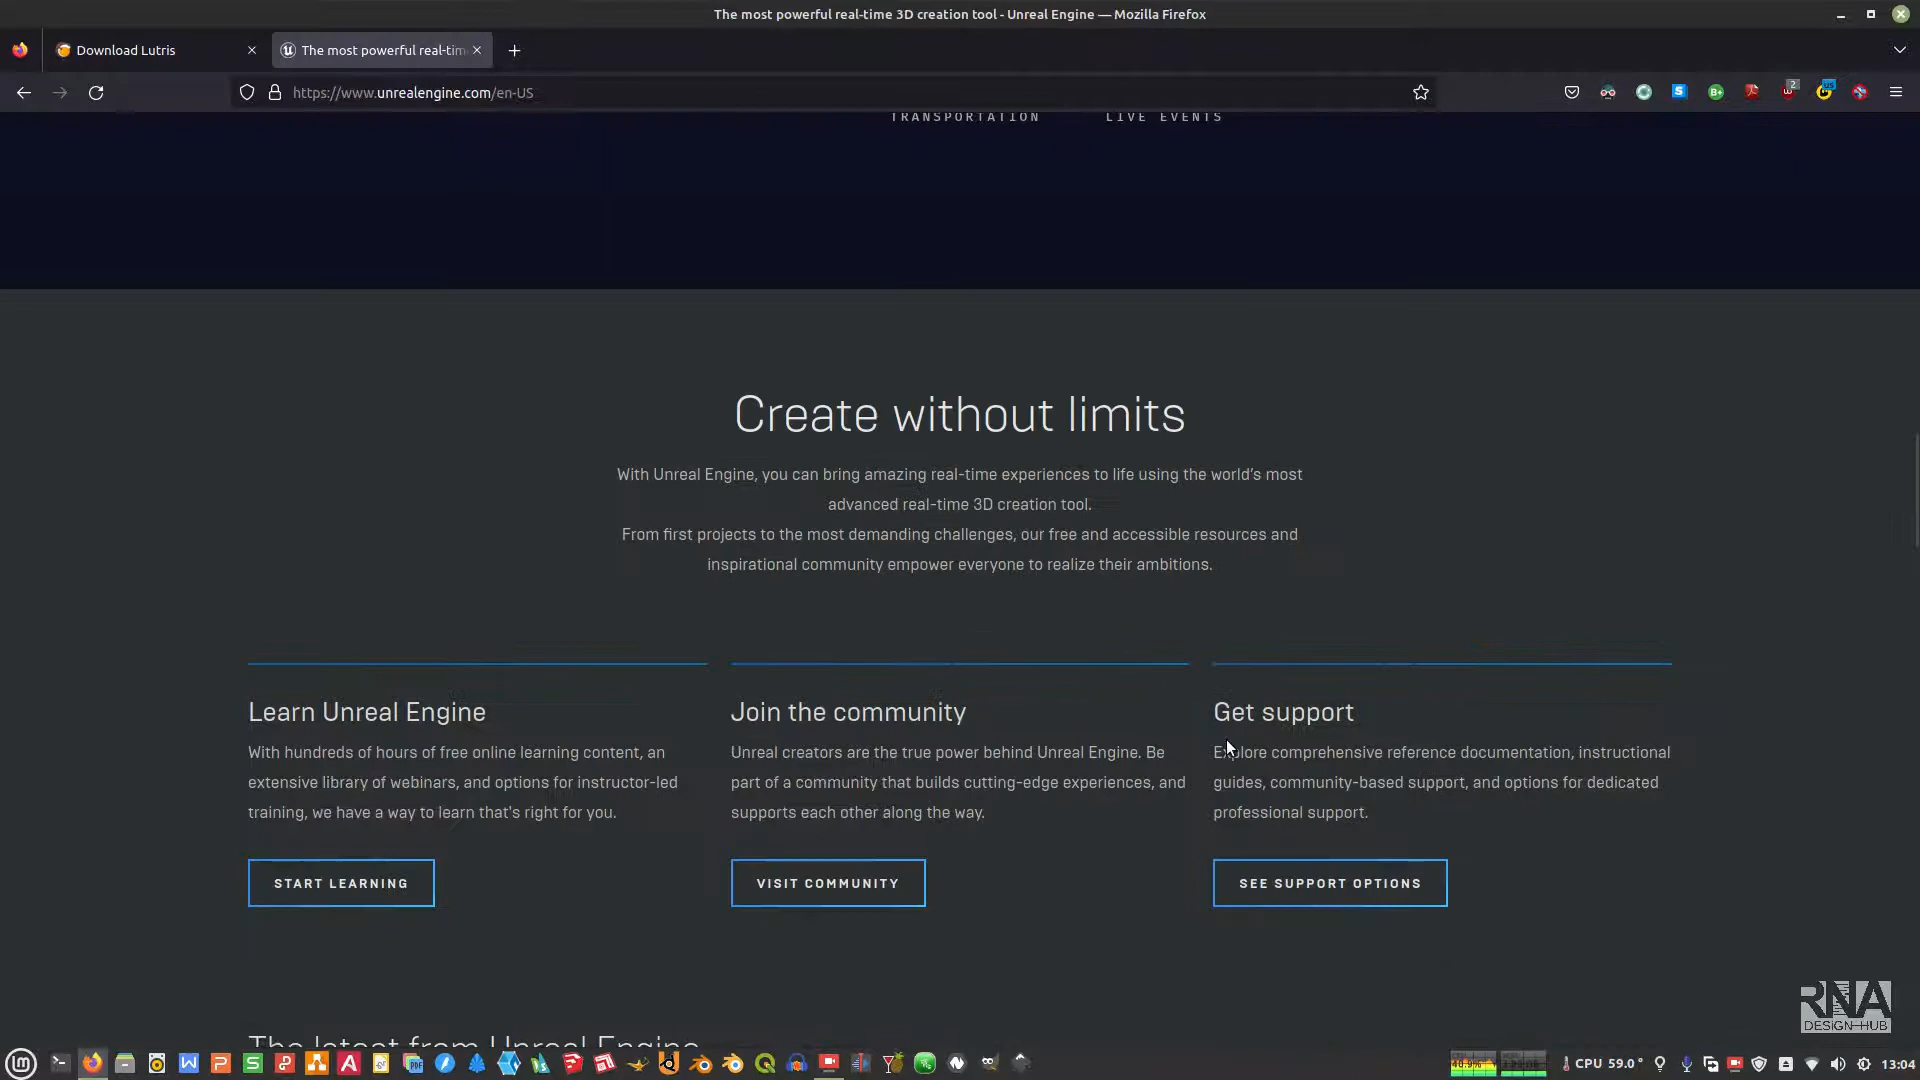 The most powerful real-time 3D creation tool - Unreal Engine — Mozilla Firefox
Download Lutris
The most powerful real-tim
https://www.unrealengine.com/en-US
TRANSPORTATION
LIVE EVENTS
Create without limits
With Unreal Engine, you can bring amazing real-time experiences to life using the world's most
advanced real-time 3D creation tool.
From first projects to the most demanding challenges, our free and accessible resources and
inspirational community empower everyone to realize their ambitions.
Learn Unreal Engine
With hundreds of hours of free online learning content, an
extensive library of webinars, and options for instructor-led
training, we have a way to learn that's right for you.
START LEARNING
Join the community
Unreal creators are the true power behind Unreal Engine. Be
part of a community that builds cutting-edge experiences, and
supports each other along the way.
VISIT COMMUNITY
Get support
Explore comprehensive reference documentation, instructional
guides, community-based support, and options for dedicated
professional support.
SEE SUPPORT OPTIONS
The latest from Unreal Engine
RNA
DESIGN-HUB
CPU 59.0°
13:04